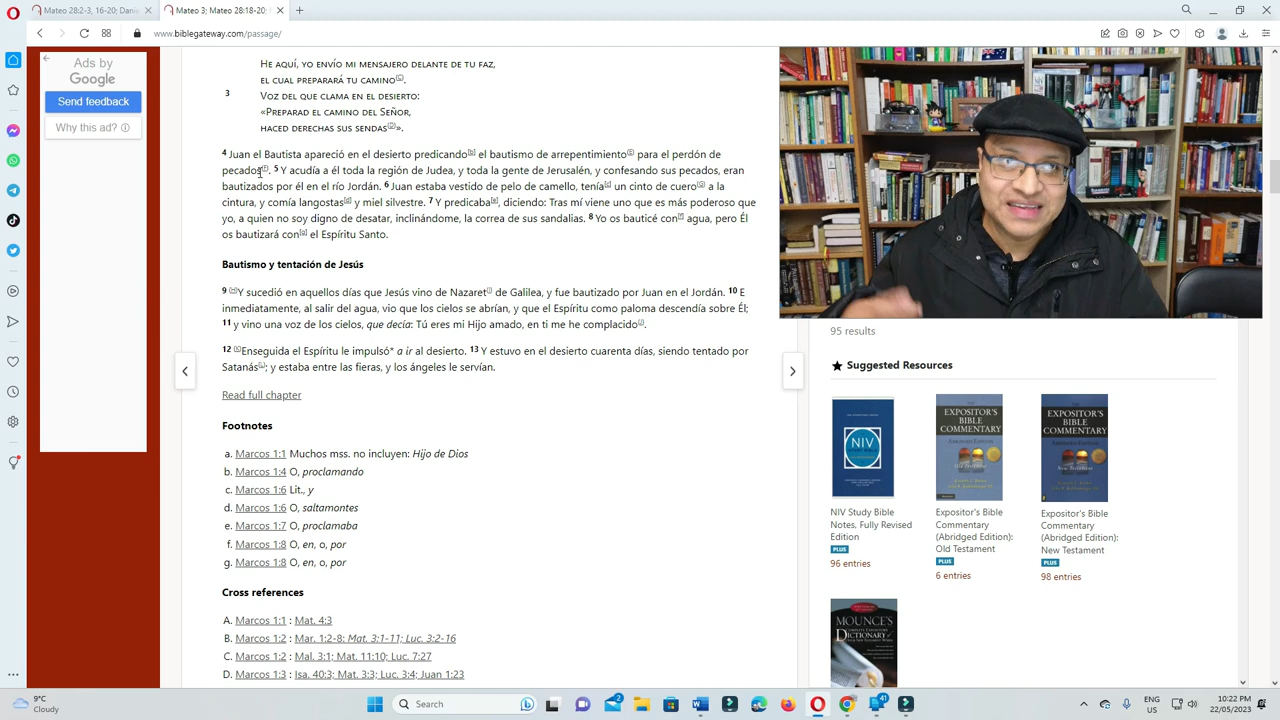 Mateo 28:2-3, 16-20; Danie
Mateo 3; Mateo 28:18-20;
www.biblegateway.com/passage/
Ads by
Google
Send feedback
Why this ad?
HE AQUÍ, YO ENVÍO MI MENSAJERO DELANTE DE TU FAZ,
EL CUAL PREPARARÁ TU CAMINO[C].
3 VOZ DEL QUE CLAMA EN EL DESIERTO:
«PREPARAD EL CAMINO DEL SEÑOR,
HACED DERECHAS SUS SENDAS[D]».
4 Juan el Bautista apareció en el desierto predicando[b] el bautismo de arrepentimiento[E] para el perdón de
pecados[F]. 5 Y acudía a él toda la región de Judea, y toda la gente de Jerusalén, y confesando sus pecados, eran
bautizados por él en el río Jordán. 6 Juan estaba vestido de pelo de camello, tenía[c] un cinto de cuero[G] a la
cintura, y comía langostas[d] y miel silvestre. 7 Y predicaba[e], diciendo: Tras mí viene uno que es más poderoso que
yo, a quien no soy digno de desatar, inclinándome, la correa de sus sandalias. 8 Yo os bauticé con[f] agua, pero Él
os bautizará con[g] el Espíritu Santo.
Bautismo y tentación de Jesús
9 [H]Y sucedió en aquellos días que Jesús vino de Nazaret[I] de Galilea, y fue bautizado por Juan en el Jordán. 10 E
inmediatamente, al salir del agua, vio que los cielos se abrían, y que el Espíritu como paloma descendía sobre Él;
11 y vino una voz de los cielos, que decía: Tú eres mi Hijo amado, en ti me he complacido[J].
12 [K]Enseguida el Espíritu le impulsó* a ir al desierto. 13 Y estuvo en el desierto cuarenta días, siendo tentado por
Satanás[L]; y estaba entre las fieras, y los ángeles le servían.
Read full chapter
Footnotes
a. Marcos 1:1 Muchos mss. no incluyen: Hijo de Dios
b. Marcos 1:4 O, proclamando
c. Marcos 1:6 Lit., y
d. Marcos 1:6 O, saltamontes
e. Marcos 1:7 O, proclamaba
f. Marcos 1:8 O, en, o, por
g. Marcos 1:8 O, en, o, por
Cross references
A. Marcos 1:1 : Mat. 4:3
B. Marcos 1:2 : Mar. 1:2-8: Mat. 3:1-11; Luc. 3:2-16
C. Marcos 1:2 : Mal. 3:1; Mat. 11:10; Luc. 7:27
D. Marcos 1:3 : Isa. 40:3; Mat. 3:3; Luc. 3:4; Juan 1:23
95 results
Suggested Resources
NIV
EXPOSITOR'S
BIBLE
COMMENTARY
EXPOSITOR'S
BIBLE
COMMENTARY
NIV Study Bible
Notes, Fully Revised
Edition
PLUS
96 entries
Expositor's Bible
Commentary
(Abridged Edition):
Old Testament
PLUS
6 entries
Expositor's Bible
Commentary
(Abridged Edition):
New Testament
PLUS
98 entries
MOUNCE'S
DICTIONARY
9°C
Cloudy
Search
2
41
ENG
US
10:22 PM
22/05/2023